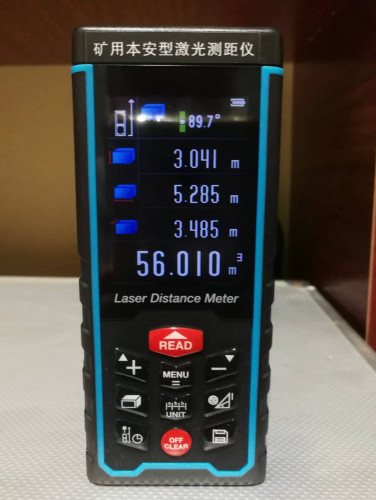 矿用本安型激光测距仪
89.7°
3.041 m
5.285 m
3.485 m
56.010 m³
Laser Distance Meter
READ
+ MENU = −
UNIT
OFF
CLEAR